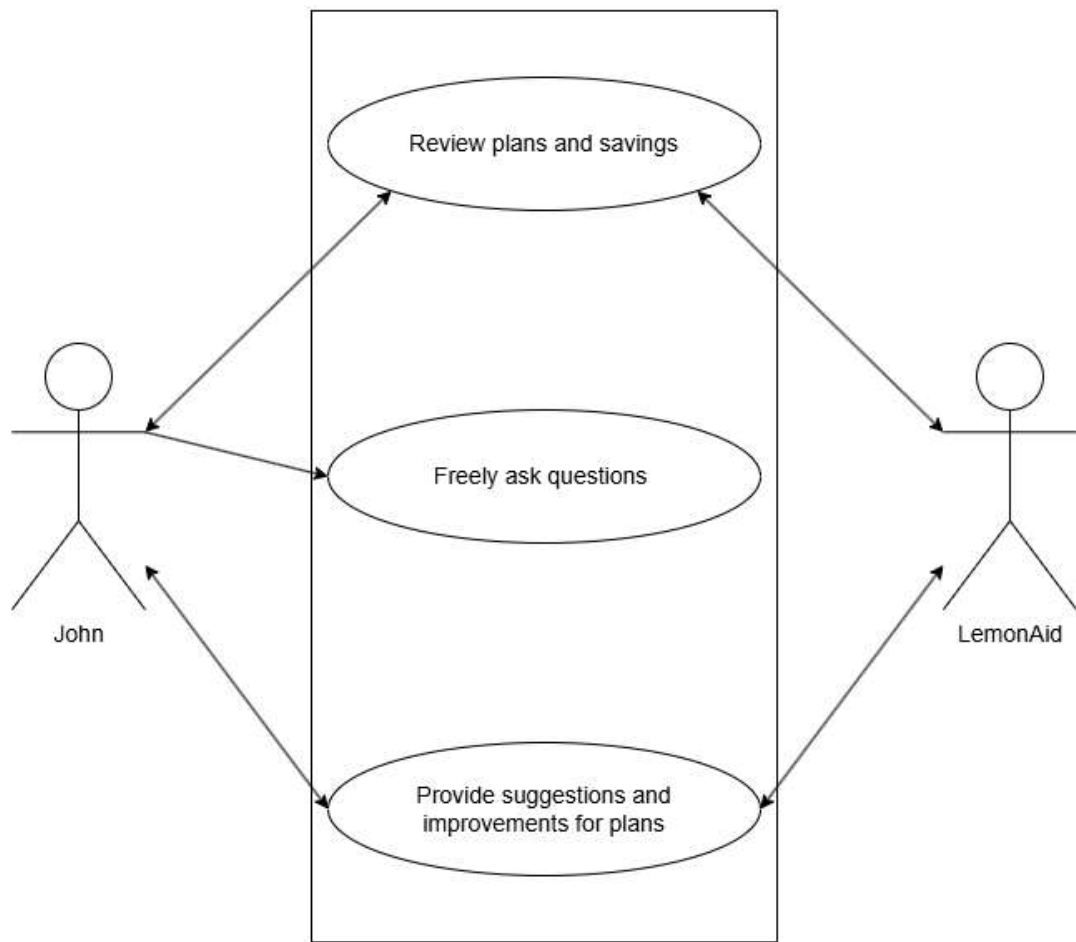 Review plans and savings
Freely ask questions
John
LemonAid
Provide suggestions and
improvements for plans